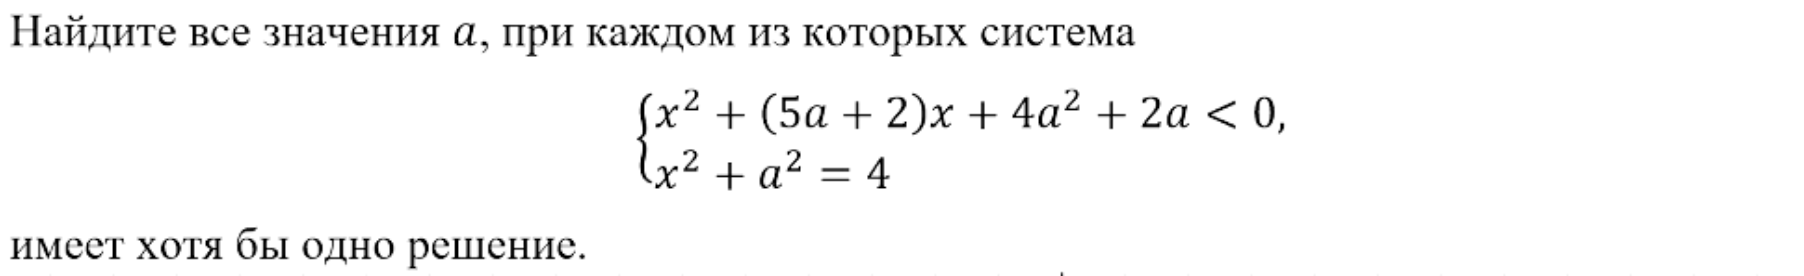 Найдите все значения a, при каждом из которых система
{x² + (5a + 2)x + 4a² + 2a < 0,
x² + a² = 4
имеет хотя бы одно решение.